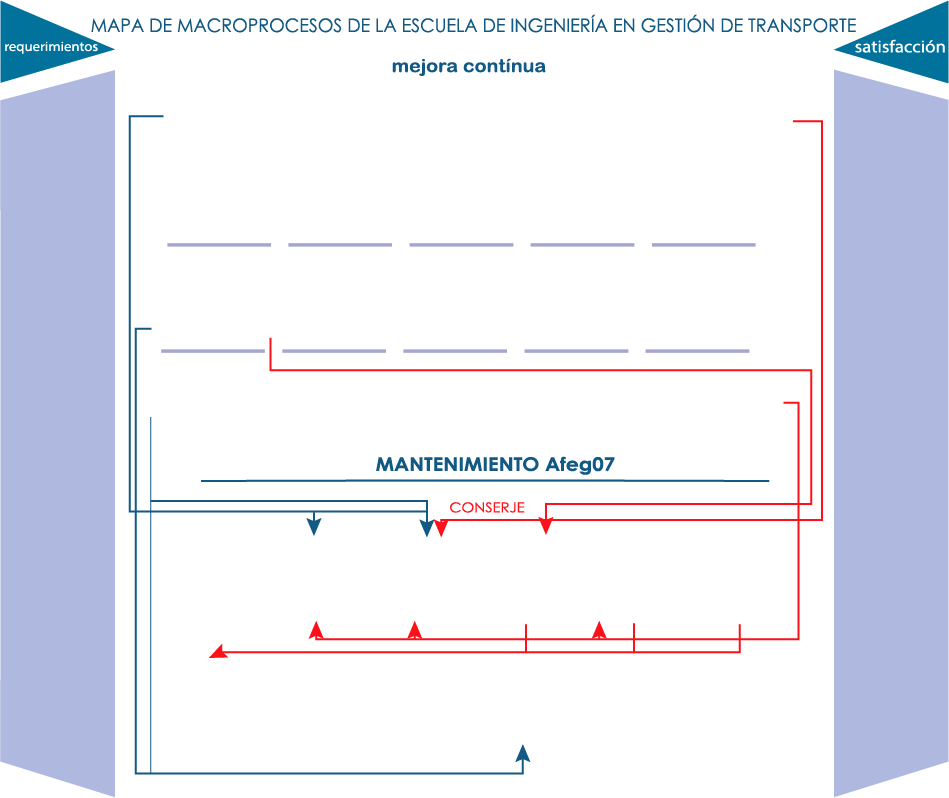 MAPA DE MACROPROCESOS DE LA ESCUELA DE INGENIERÍA EN GESTIÓN DE TRANSPORTE
requerimientos
satisfacción
mejora contínua
MANTENIMIENTO Afeg07
CONSERJE